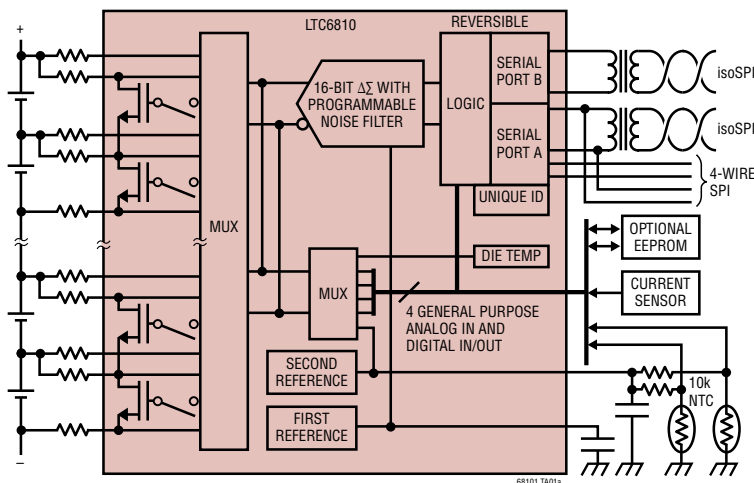 +
LTC6810
REVERSIBLE
16-BIT ΔΣ WITH
PROGRAMMABLE
NOISE FILTER
LOGIC
SERIAL
PORT B
SERIAL
PORT A
UNIQUE ID
isoSPI
isoSPI
4-WIRE
SPI
MUX
MUX
DIE TEMP
4 GENERAL PURPOSE
ANALOG IN AND
DIGITAL IN/OUT
OPTIONAL
EEPROM
CURRENT
SENSOR
SECOND
REFERENCE
FIRST
REFERENCE
10k
NTC
–
68101 TA01a